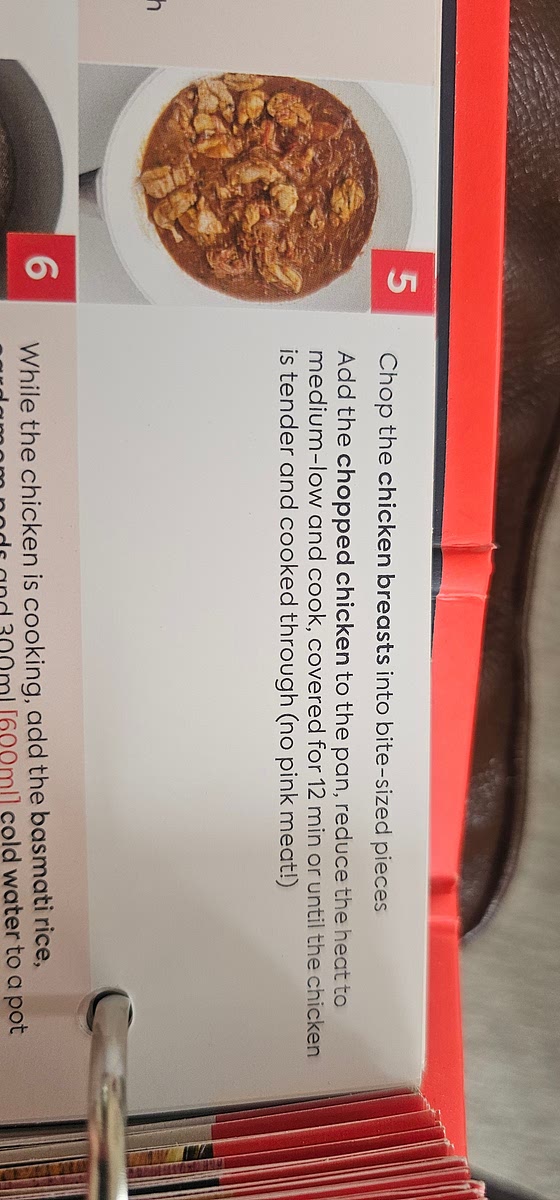 h
5
Chop the chicken breasts into bite-sized pieces
Add the chopped chicken to the pan, reduce the heat to
medium-low and cook, covered for 12 min or until the chicken
is tender and cooked through (no pink meat!)
6
While the chicken is cooking, add the basmati rice,
cardamom pods and 300ml [600ml] cold water to a pot